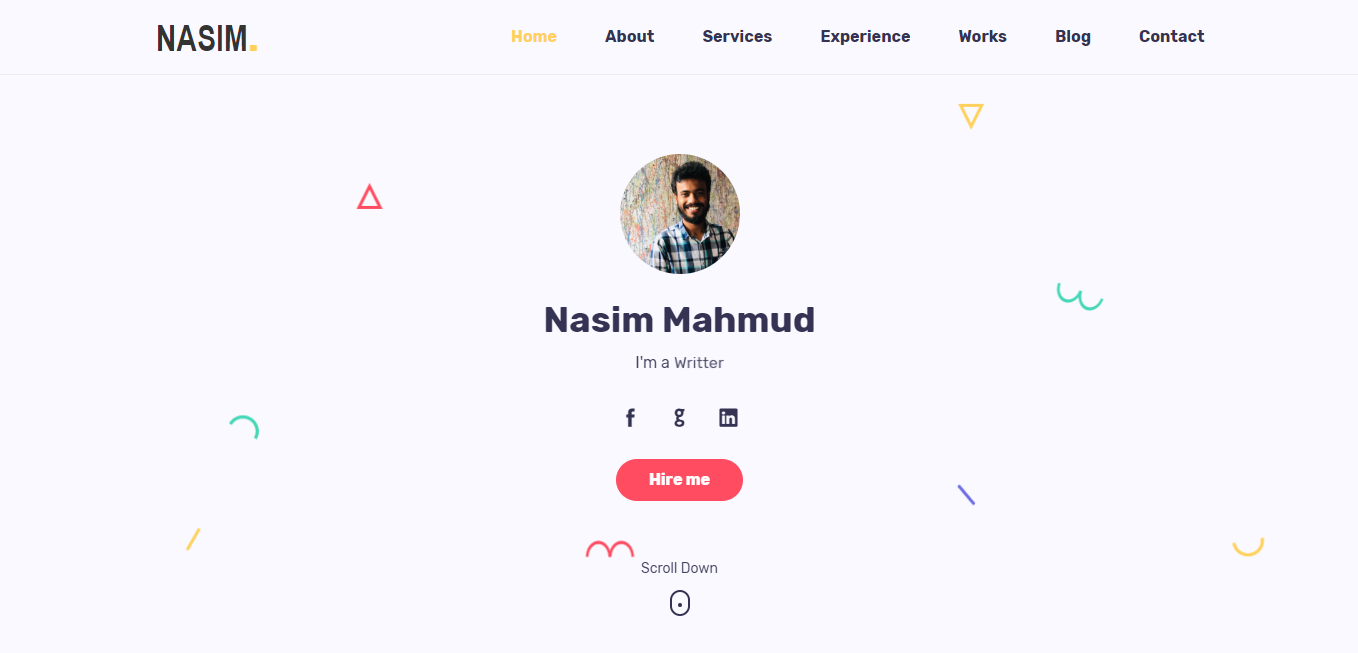 NASIM.
Home About Services Experience Works Blog Contact
Nasim Mahmud
I'm a Writter
Hire me
Scroll Down